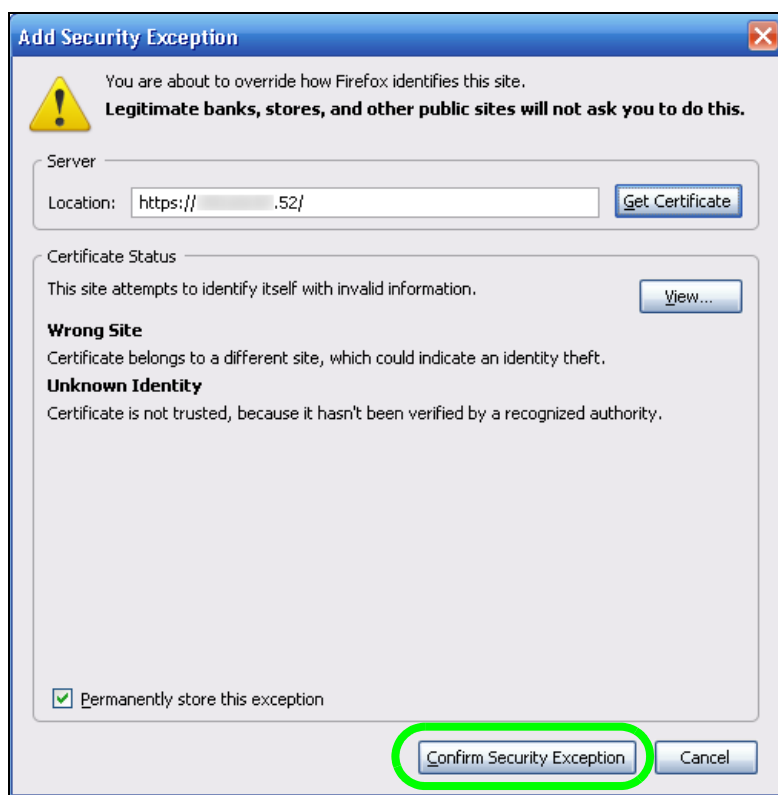 Add Security Exception
You are about to override how Firefox identifies this site.
Legitimate banks, stores, and other public sites will not ask you to do this.
Server
Location: https:// .52/ Get Certificate
Certificate Status
This site attempts to identify itself with invalid information. View...
Wrong Site
Certificate belongs to a different site, which could indicate an identity theft.
Unknown Identity
Certificate is not trusted, because it hasn't been verified by a recognized authority.
Permanently store this exception
Confirm Security Exception Cancel